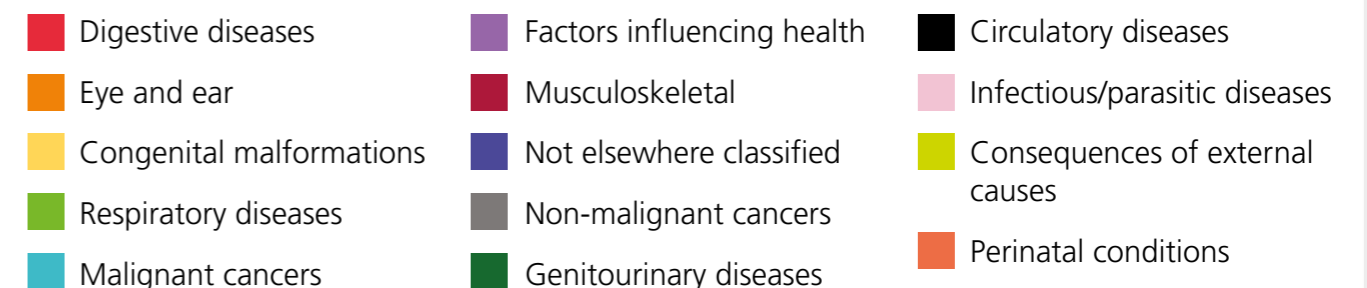 Digestive diseases
Eye and ear
Congenital malformations
Respiratory diseases
Malignant cancers
Factors influencing health
Musculoskeletal
Not elsewhere classified
Non-malignant cancers
Genitourinary diseases
Circulatory diseases
Infectious/parasitic diseases
Consequences of external
causes
Perinatal conditions